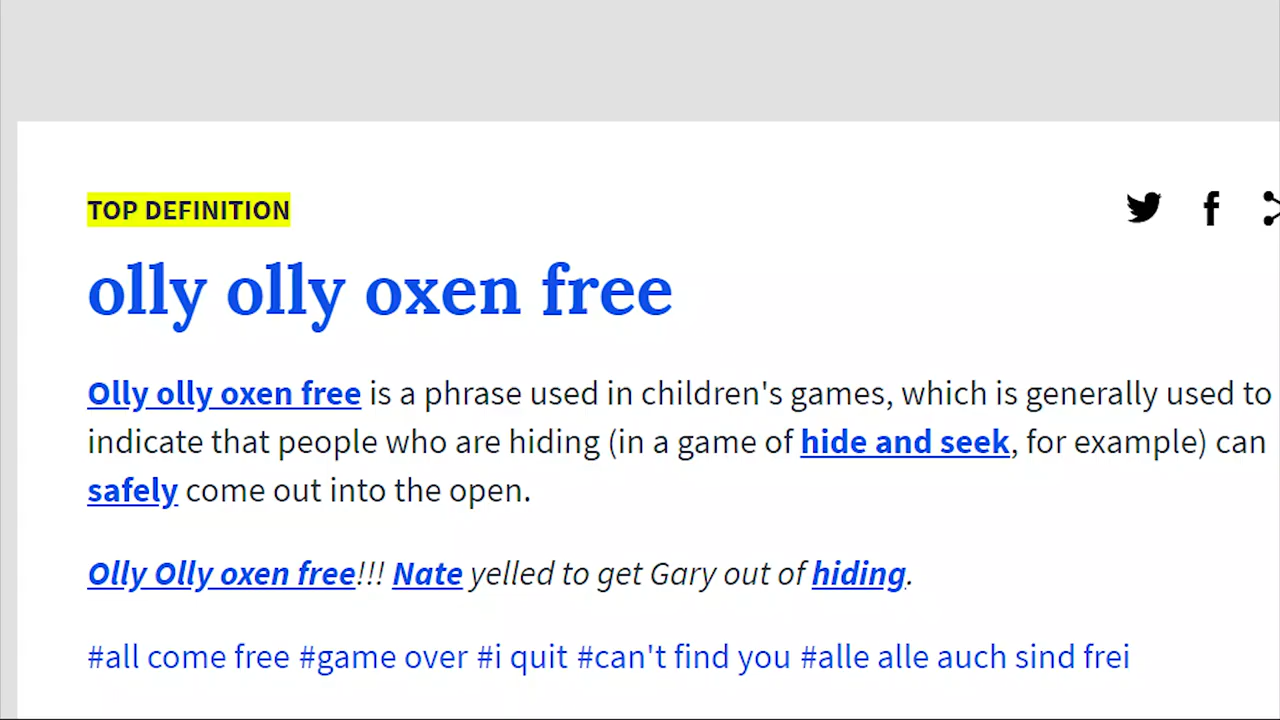 TOP DEFINITION
olly olly oxen free
Olly olly oxen free is a phrase used in children's games, which is generally used to
indicate that people who are hiding (in a game of hide and seek, for example) can
safely come out into the open.
Olly Olly oxen free!!! Nate yelled to get Gary out of hiding.
#all come free #game over #i quit #can't find you #alle alle auch sind frei